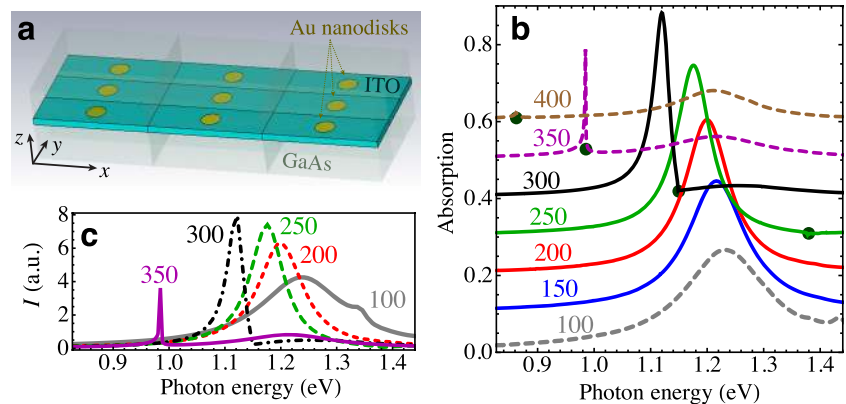 a
Au nanodisks
ITO
GaAs
z
y
x
b
Absorption
0.8
0.6
0.4
0.2
0.0
400
350
300
250
200
150
100
0.9 1.0 1.1 1.2 1.3 1.4
Photon energy (eV)
c
I (a.u.)
8
6
4
2
0
350
300
250
200
100
0.9 1.0 1.1 1.2 1.3 1.4
Photon energy (eV)